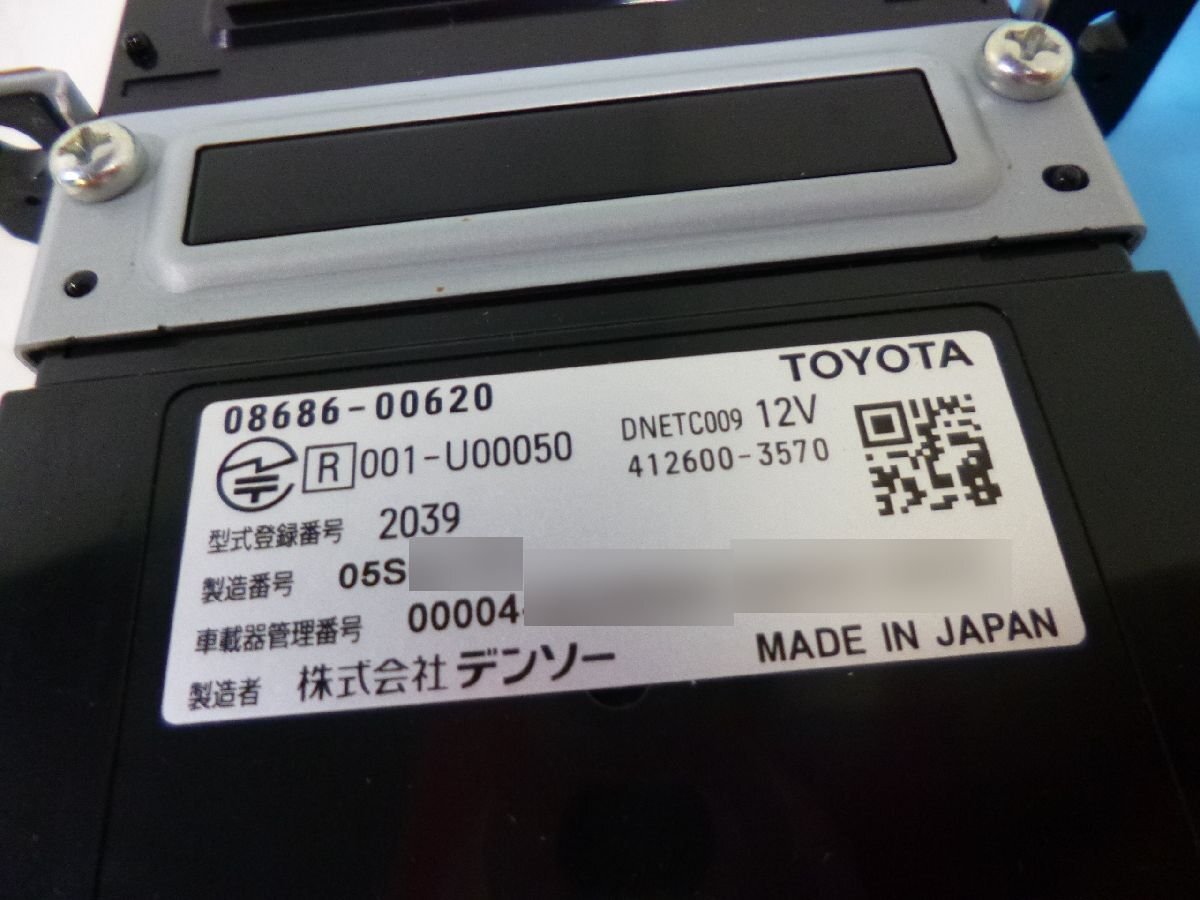 TOYOTA
08686-00620
R 001-U00050
DNETC009 12V
412600-3570
型式登録番号 2039
製造番号 05S
車載器管理番号 00004-
製造者 株式会社 デンソー
MADE IN JAPAN